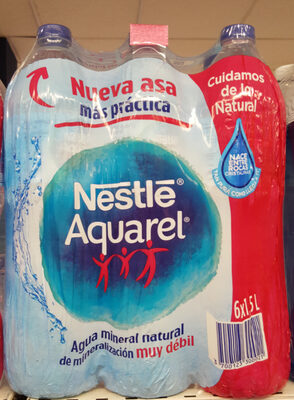 Nueva asa
más práctica
Cuidamos
de lo
Natural
NACE
ENTRE
ROCAS
Nestlé®
Aquarel®
6x1,5L
Agua mineral natural
de mineralización muy débil